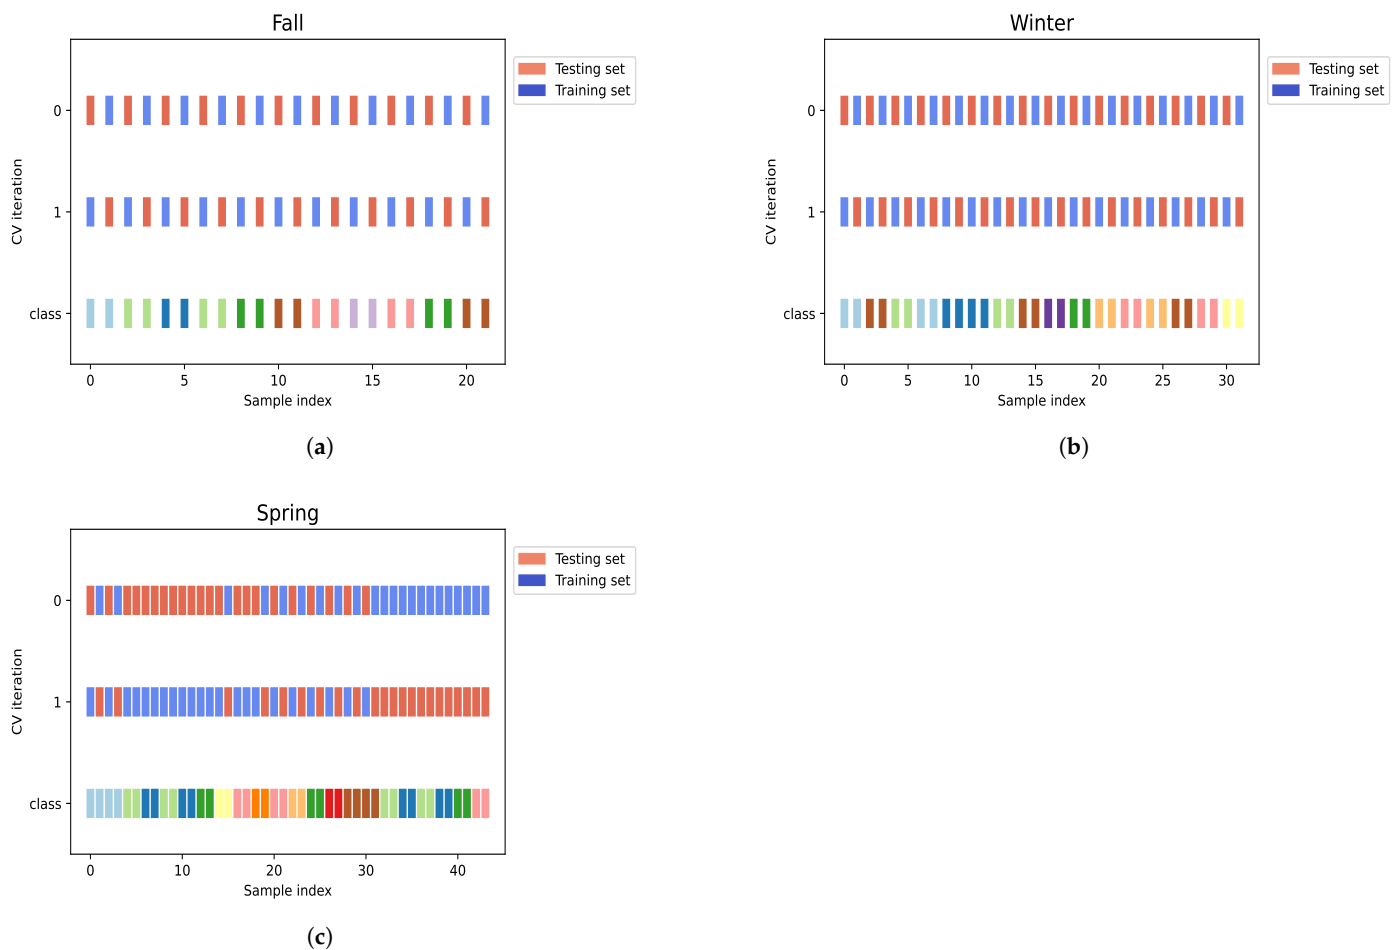 Fall
Testing set
Training set
0
1
class
CV iteration
0 5 10 15 20
Sample index
(a)
Winter
Testing set
Training set
0
1
class
CV iteration
0 5 10 15 20 25 30
Sample index
(b)
Spring
Testing set
Training set
0
1
class
CV iteration
0 10 20 30 40
Sample index
(c)